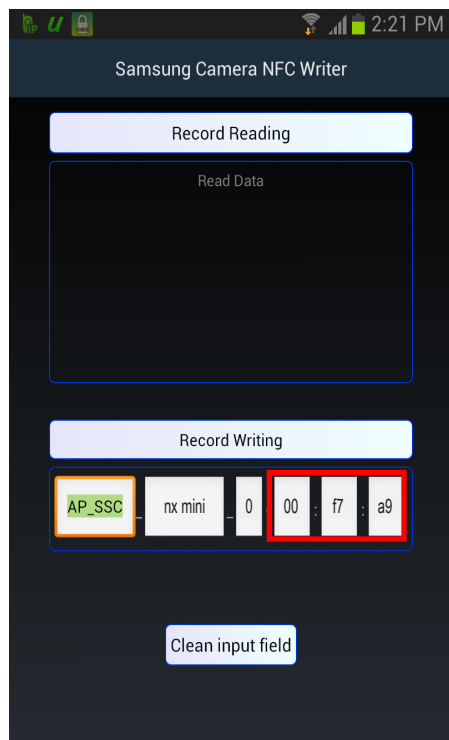 2:21 PM
Samsung Camera NFC Writer
Record Reading
Read Data
Record Writing
AP_SSC _ nx mini _ 0 - 00 : f7 : a9
Clean input field